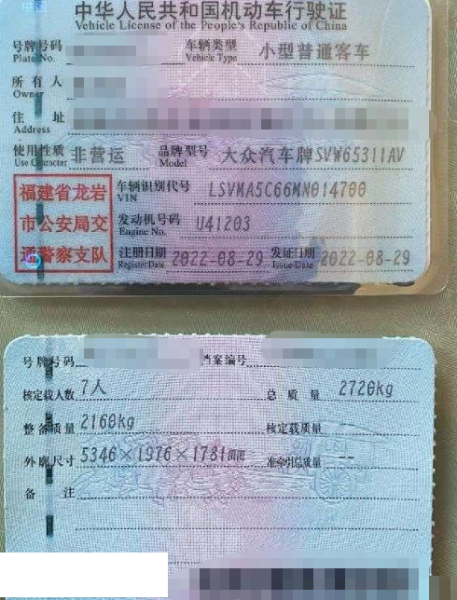 中华人民共和国机动车行驶证
Vehicle License of the People's Republic of China
号牌号码 车辆类型 小型普通客车
Plate No. Vehicle Type
所有人
Owner
住址
Address
使用性质 非营运 品牌型号 大众汽车牌SVW65311AV
Use Character Model
福建省龙岩
市公安局交
通警察支队
车辆识别代号 LSVMA5C66MN014700
VIN
发动机号码 U41203
Engine No.
注册日期 2022-08-29 发证日期 2022-08-29
Register Date Issue Date
号牌号码 档案编号
核定载人数 7人 总质量 2720kg
整备质量 2160kg 核定载质量 --
外廓尺寸 5346×1976×1781 准牵引总质量 --
备注